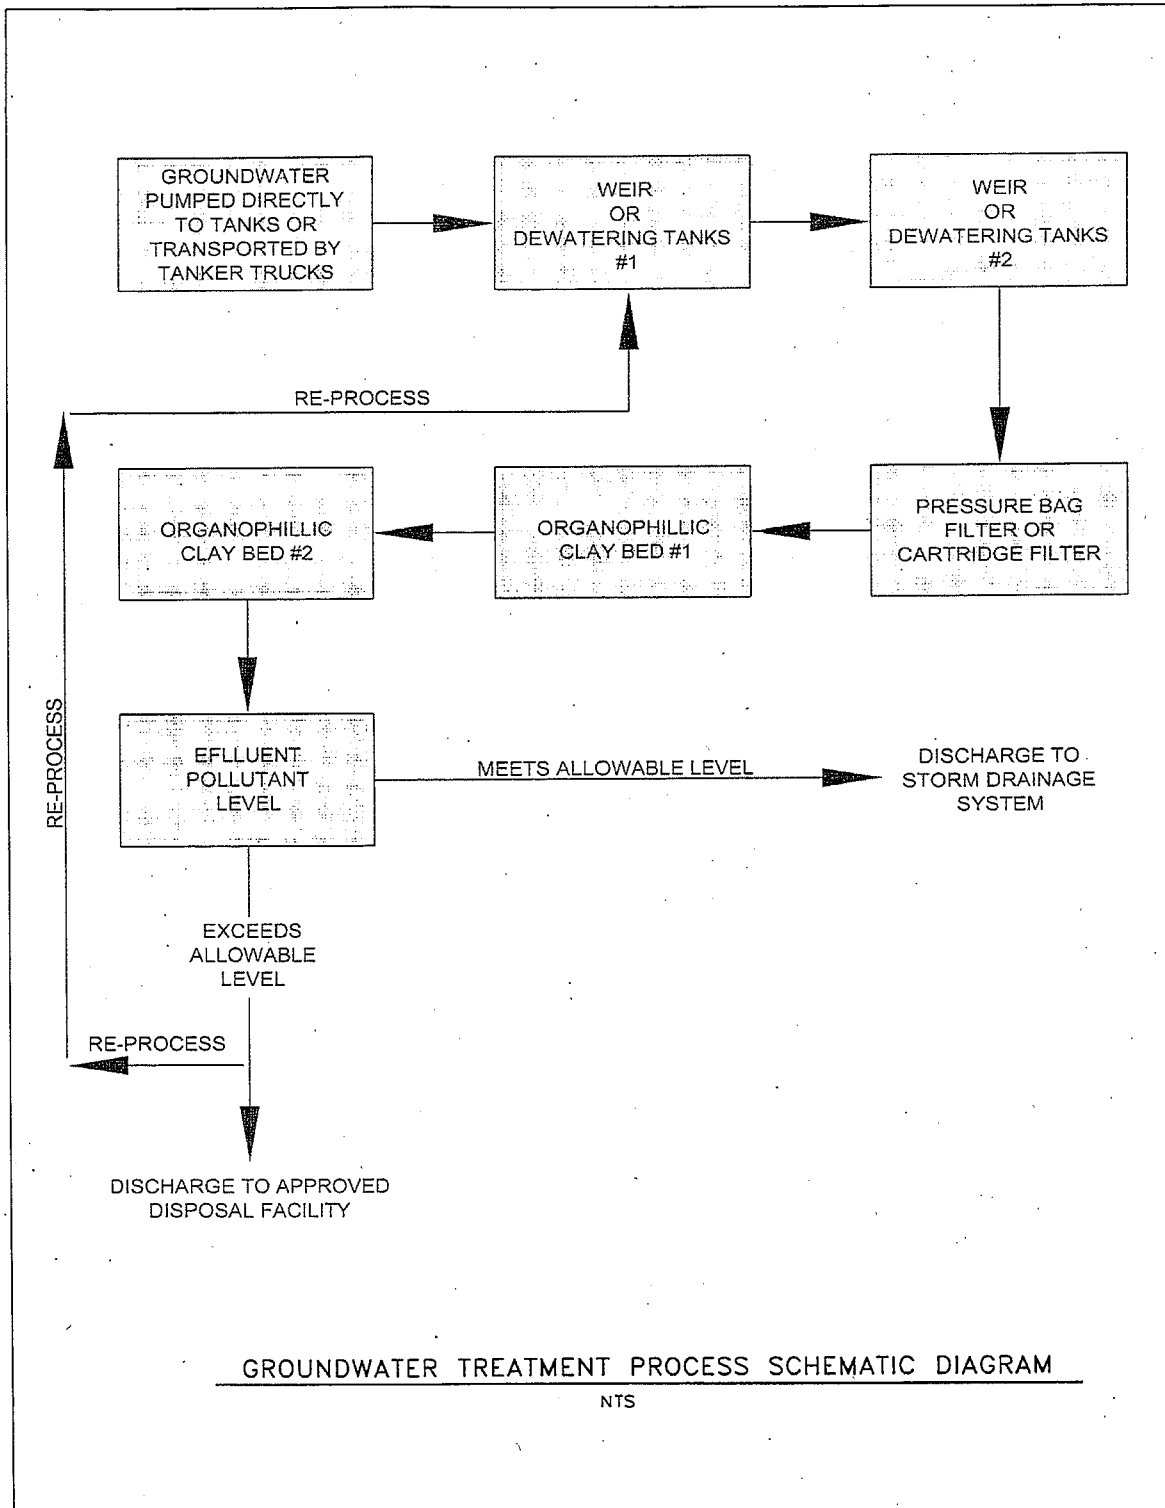 GROUNDWATER
PUMPED DIRECTLY
TO TANKS OR
TRANSPORTED BY
TANKER TRUCKS
WEIR
OR
DEWATERING TANKS
#1
WEIR
OR
DEWATERING TANKS
#2
RE-PROCESS
ORGANOPHILLIC
CLAY BED #2
ORGANOPHILLIC
CLAY BED #1
PRESSURE BAG
FILTER OR
CARTRIDGE FILTER
RE-PROCESS
EFLLUENT
POLLUTANT
LEVEL
MEETS ALLOWABLE LEVEL
DISCHARGE TO
STORM DRAINAGE
SYSTEM
EXCEEDS
ALLOWABLE
LEVEL
RE-PROCESS
DISCHARGE TO APPROVED
DISPOSAL FACILITY
GROUNDWATER TREATMENT PROCESS SCHEMATIC DIAGRAM
NTS